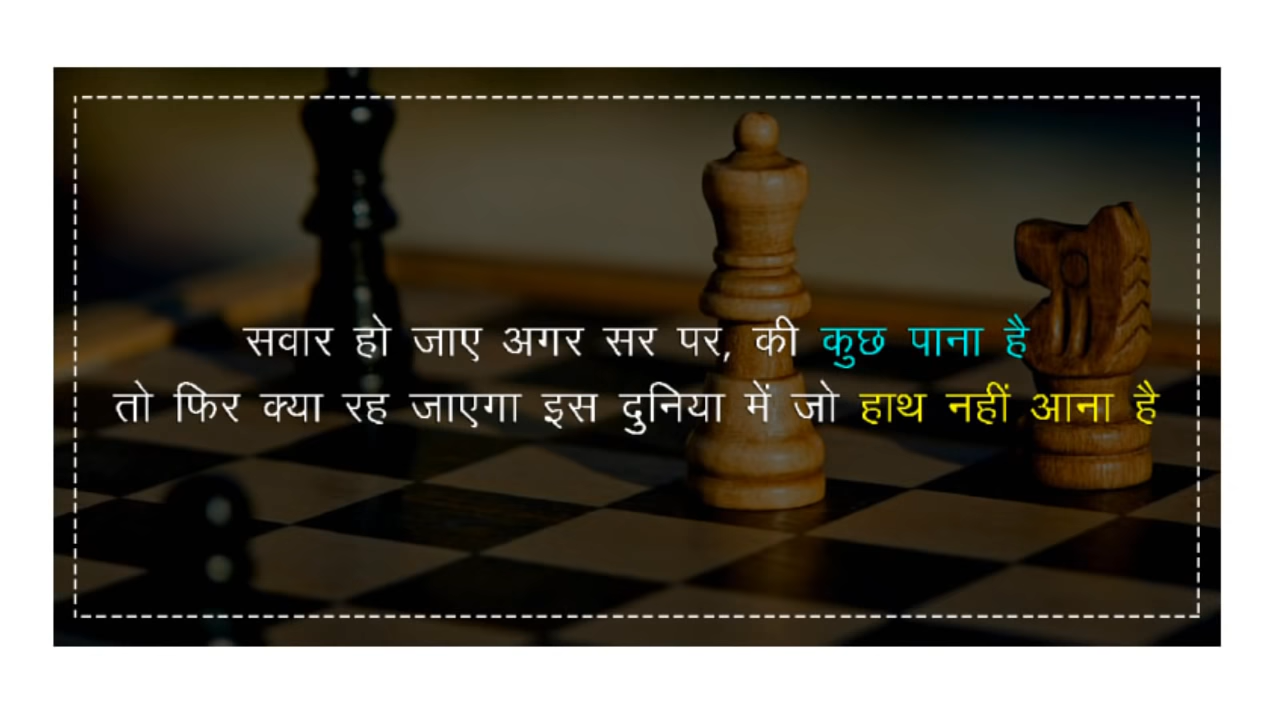 सवार हो जाए अगर सर पर, की कुछ पाना है
तो फिर क्या रह जाएगा इस दुनिया में जो हाथ नहीं आना है